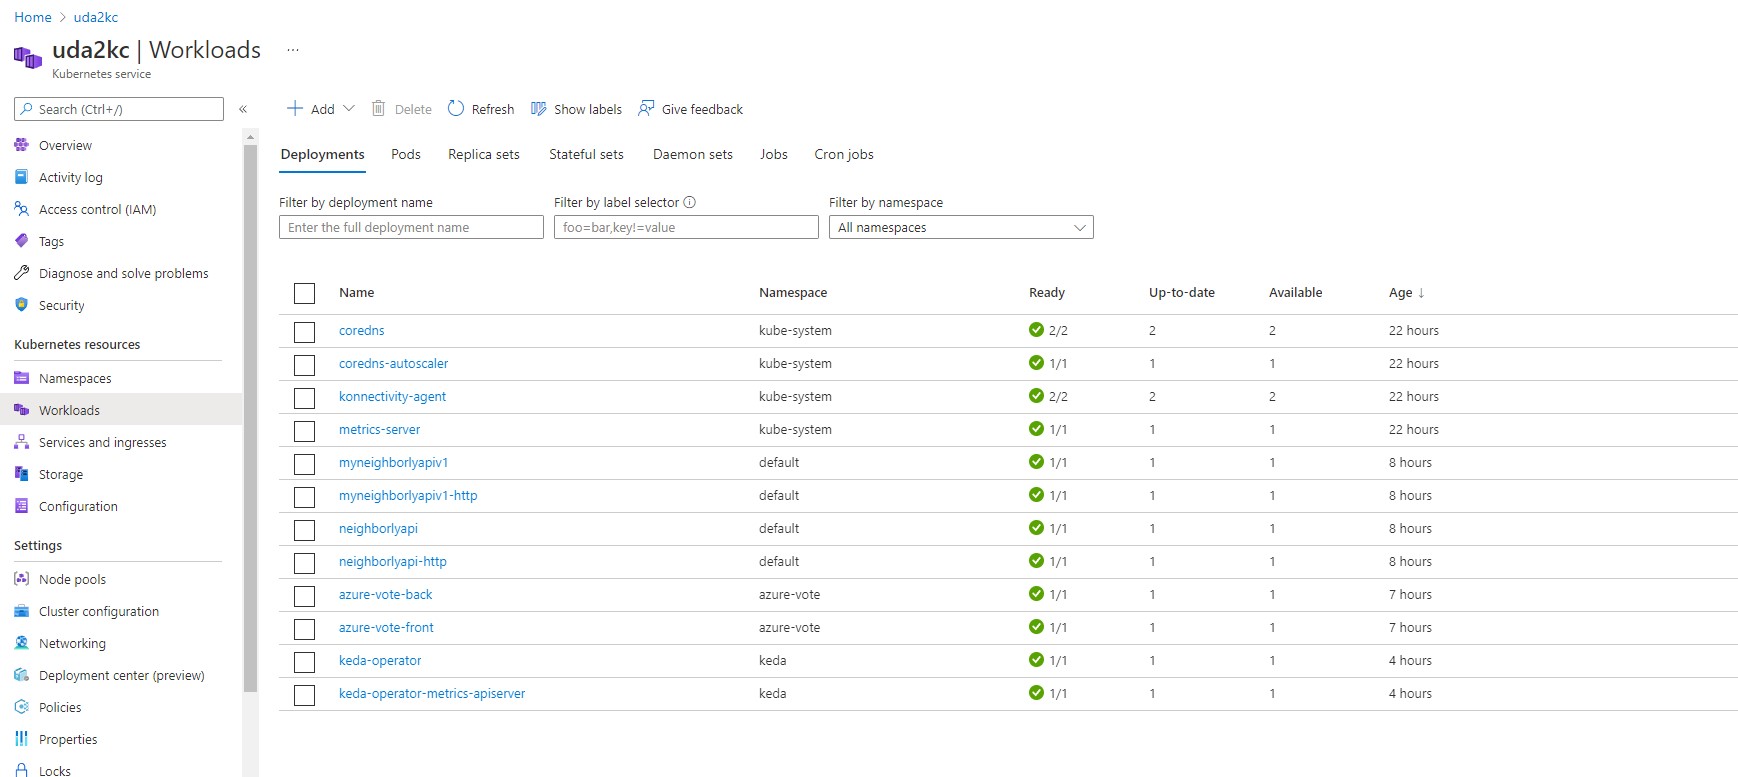 Home > uda2kc
uda2kc | Workloads ...
Kubernetes service
Search (Ctrl+/) «
Add Delete Refresh Show labels Give feedback
Overview
Activity log
Access control (IAM)
Tags
Diagnose and solve problems
Security
Kubernetes resources
Namespaces
Workloads
Services and ingresses
Storage
Configuration
Settings
Node pools
Cluster configuration
Networking
Deployment center (preview)
Policies
Properties
Locks
Deployments Pods Replica sets Stateful sets Daemon sets Jobs Cron jobs
Filter by deployment name Filter by label selector Filter by namespace
Enter the full deployment name foo=bar,key!=value All namespaces
Name Namespace Ready Up-to-date Available Age ↓
coredns kube-system 2/2 2 2 22 hours
coredns-autoscaler kube-system 1/1 1 1 22 hours
konnectivity-agent kube-system 2/2 2 2 22 hours
metrics-server kube-system 1/1 1 1 22 hours
myneighborlyapiv1 default 1/1 1 1 8 hours
myneighborlyapiv1-http default 1/1 1 1 8 hours
neighborlyapi default 1/1 1 1 8 hours
neighborlyapi-http default 1/1 1 1 8 hours
azure-vote-back azure-vote 1/1 1 1 7 hours
azure-vote-front azure-vote 1/1 1 1 7 hours
keda-operator keda 1/1 1 1 4 hours
keda-operator-metrics-apiserver keda 1/1 1 1 4 hours